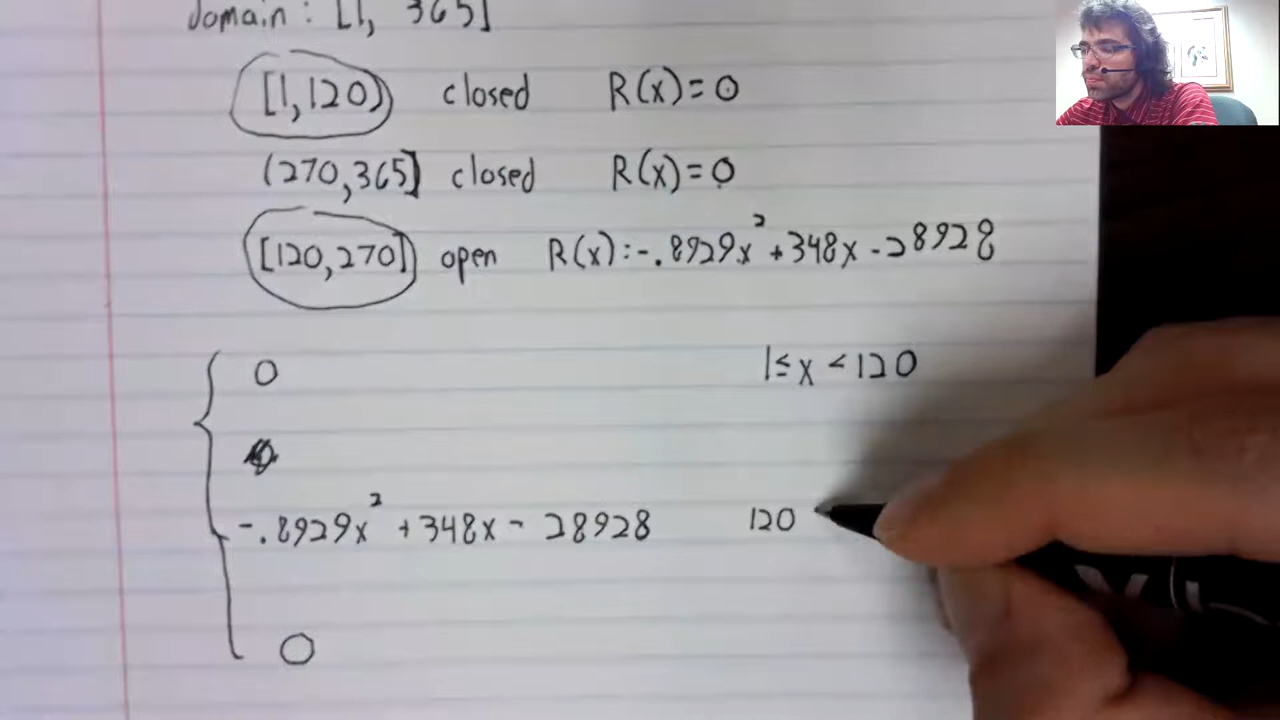 domain: [1, 365]
[1,120) closed R(x)=0
(270,365] closed R(x)=0
[120,270] open R(x):-.8929x²+348x-28928
0 1≤x<120
-.8929x²+348x-28928 120
0